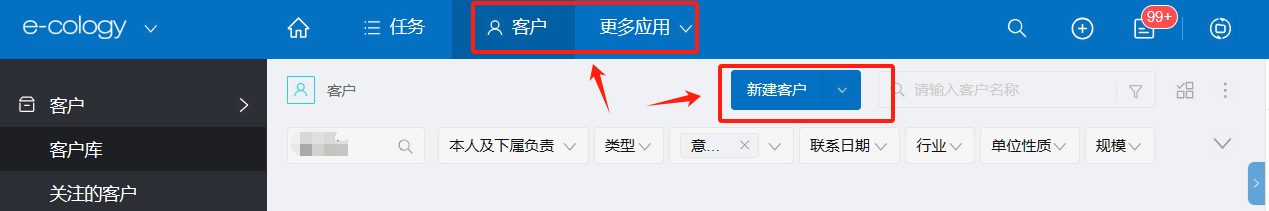 e-cology 任务 客户 更多应用 99+
客户
客户库
关注的客户
客户 新建客户 请输入客户名称
本人及下属负责 类型 意... 联系日期 行业 单位性质 规模